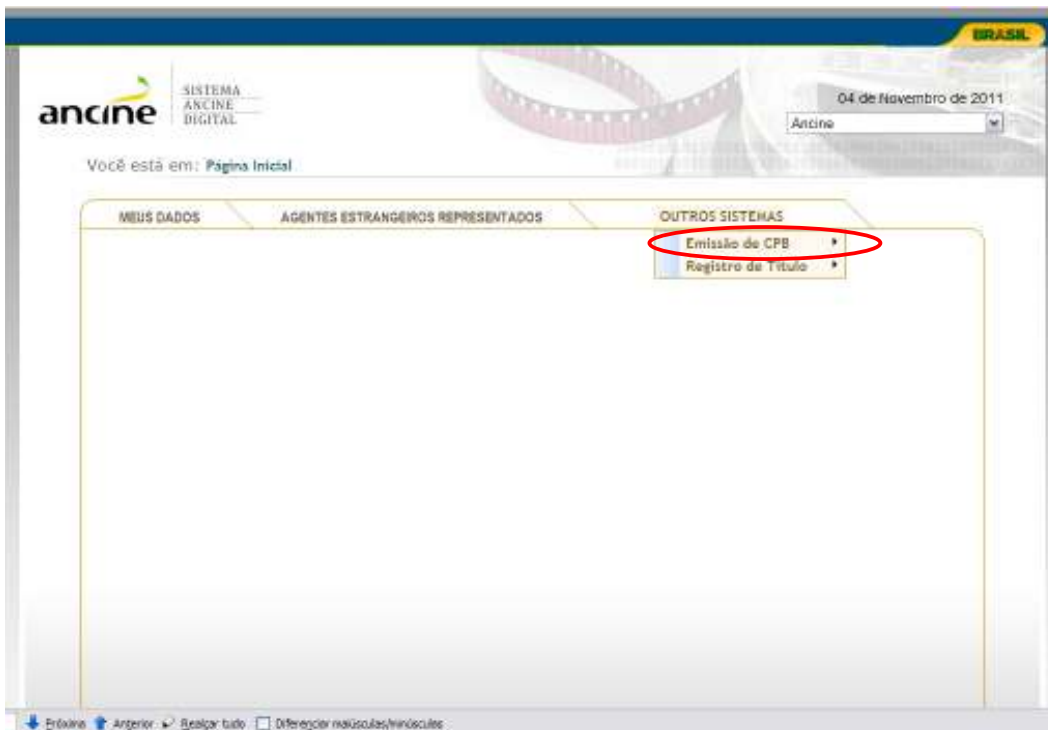 BRASIL
ancine
SISTEMA
ANCINE
DIGITAL
04 de Novembro de 2011
Ancine
Você está em: Página Inicial
MEUS DADOS AGENTES ESTRANGEIROS REPRESENTADOS OUTROS SISTEMAS
Emissão de CPB
Registro de Título
Próxima Anterior Realçar tudo Diferenciar maiúsculas/minúsculas